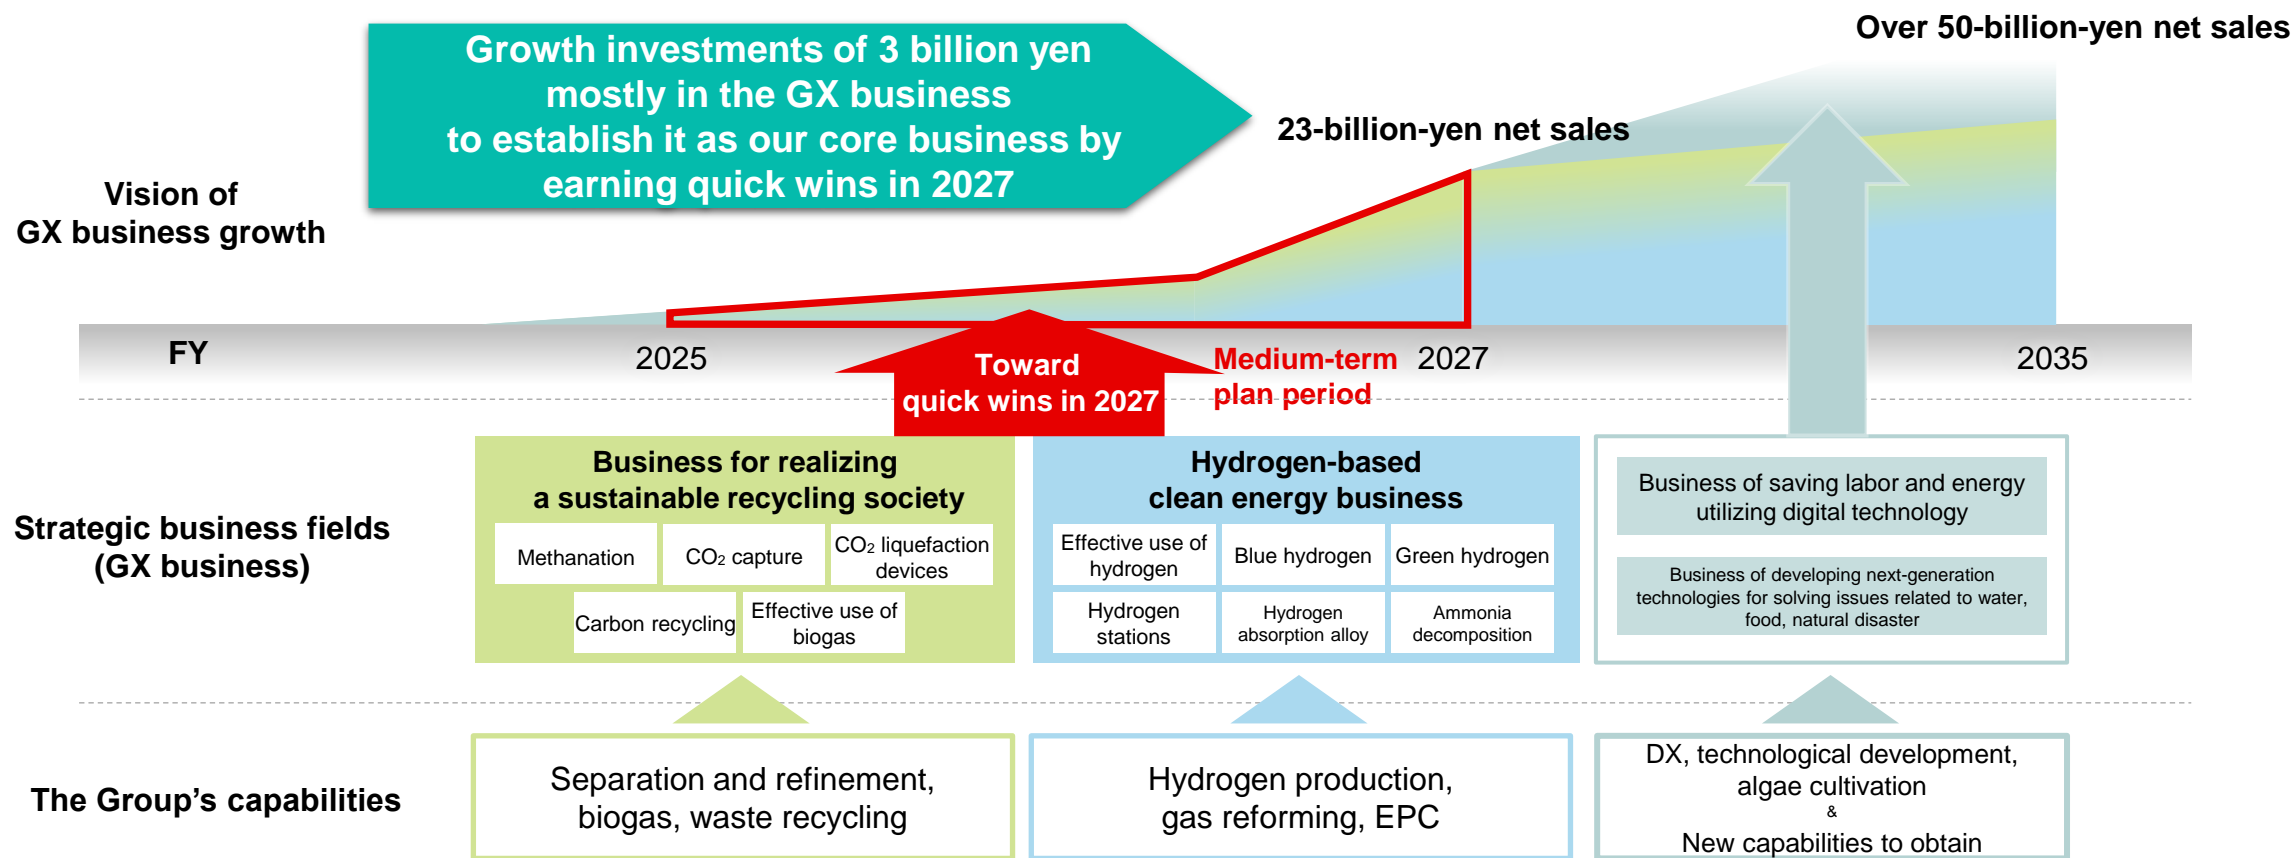 Over 50-billion-yen net sales
Growth investments of 3 billion yen
mostly in the GX business
to establish it as our core business by
earning quick wins in 2027
23-billion-yen net sales
Vision of
GX business growth
FY
2025
2027
2035
Toward
quick wins in 2027
Medium-term
plan period
Strategic business fields
(GX business)
Business for realizing
a sustainable recycling society
Methanation
CO₂ capture
CO₂ liquefaction
devices
Carbon recycling
Effective use of
biogas
Hydrogen-based
clean energy business
Effective use of
hydrogen
Blue hydrogen
Green hydrogen
Hydrogen
stations
Hydrogen
absorption alloy
Ammonia
decomposition
Business of saving labor and energy
utilizing digital technology
Business of developing next-generation
technologies for solving issues related to water,
food, natural disaster
The Group’s capabilities
Separation and refinement,
biogas, waste recycling
Hydrogen production,
gas reforming, EPC
DX, technological development,
algae cultivation
&
New capabilities to obtain